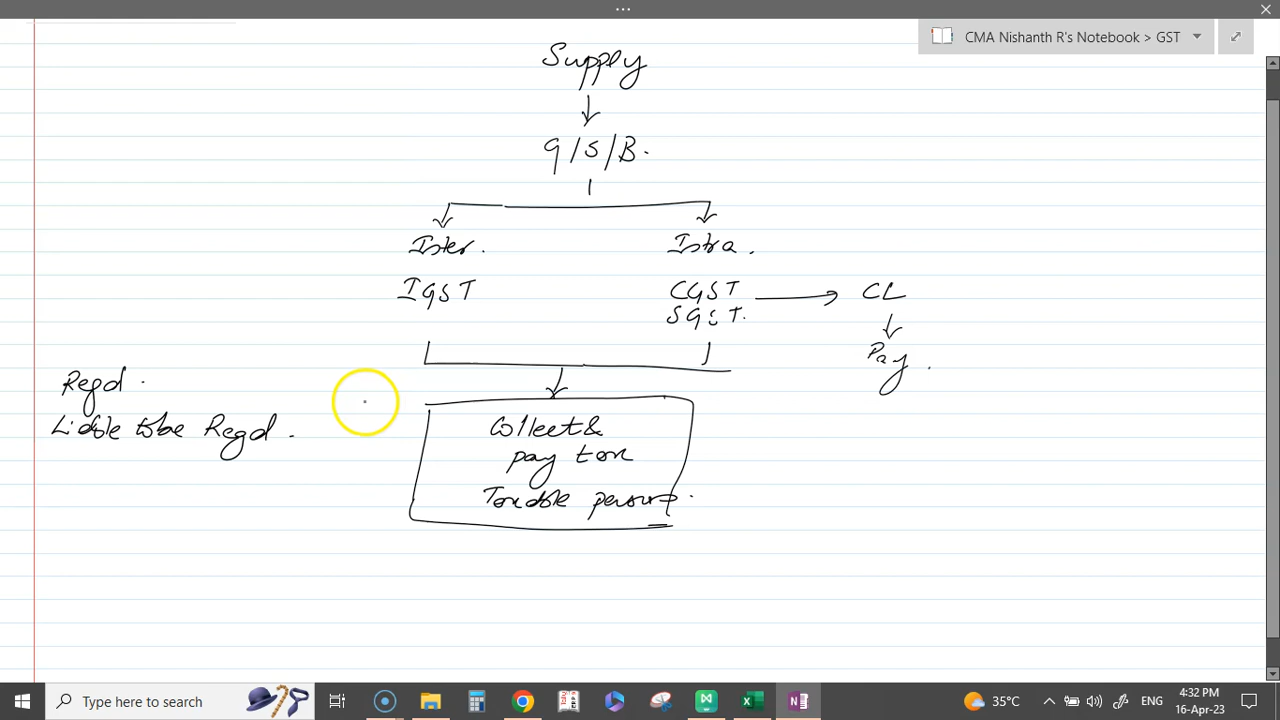 CMA Nishanth R's Notebook > GST
Supply
G/S/B.
Inter.
Intra.
IGST
CGST
CL
SGST.
Pay.
Regd.
Liable to be Regd.
Collect &
pay tax
Taxable person.
Type here to search
35°C
ENG
4:32 PM
16-Apr-23